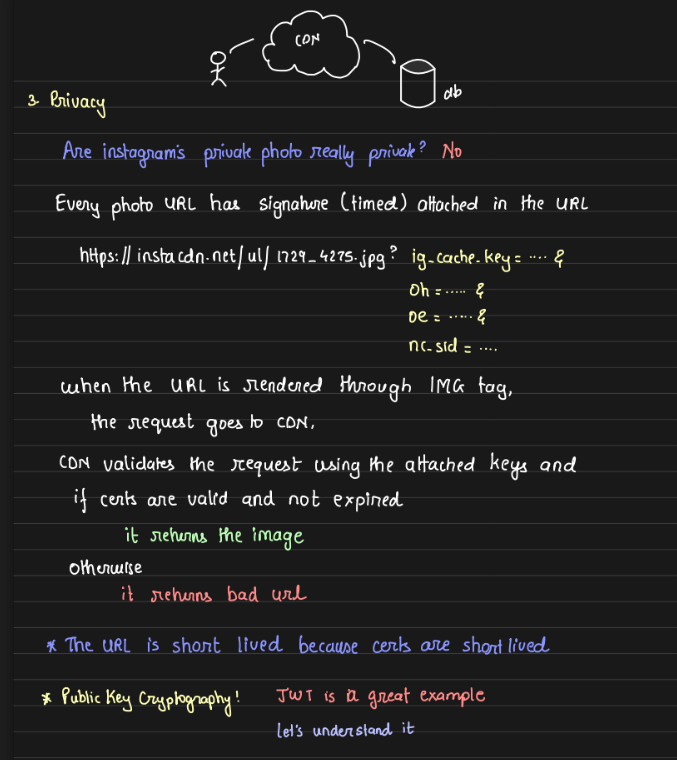 CDN
db
3. Privacy
Are instagram's private photo really private? No
Every photo URL has signature (timed) attached in the URL
https://instacdn.net/ul/1729_4275.jpg? ig_cache_key = .... &
oh = ..... &
oe = ..... &
nc_sid = ....
when the URL is rendered through IMG tag,
the request goes to CDN.
CDN validates the request using the attached keys and
if certs are valid and not expired
it returns the image
otherwise
it returns bad url
* The URL is short lived because certs are short lived
* Public Key Cryptography! JWT is a great example
let's understand it